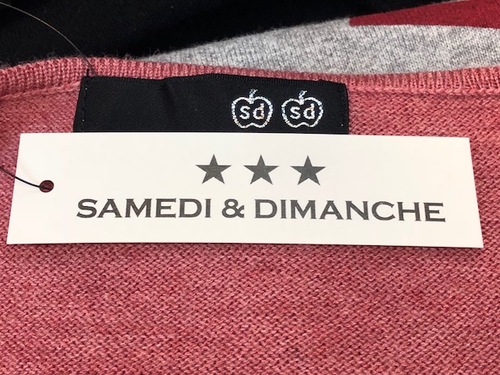 sd sd
★ ★ ★
SAMEDI & DIMANCHE